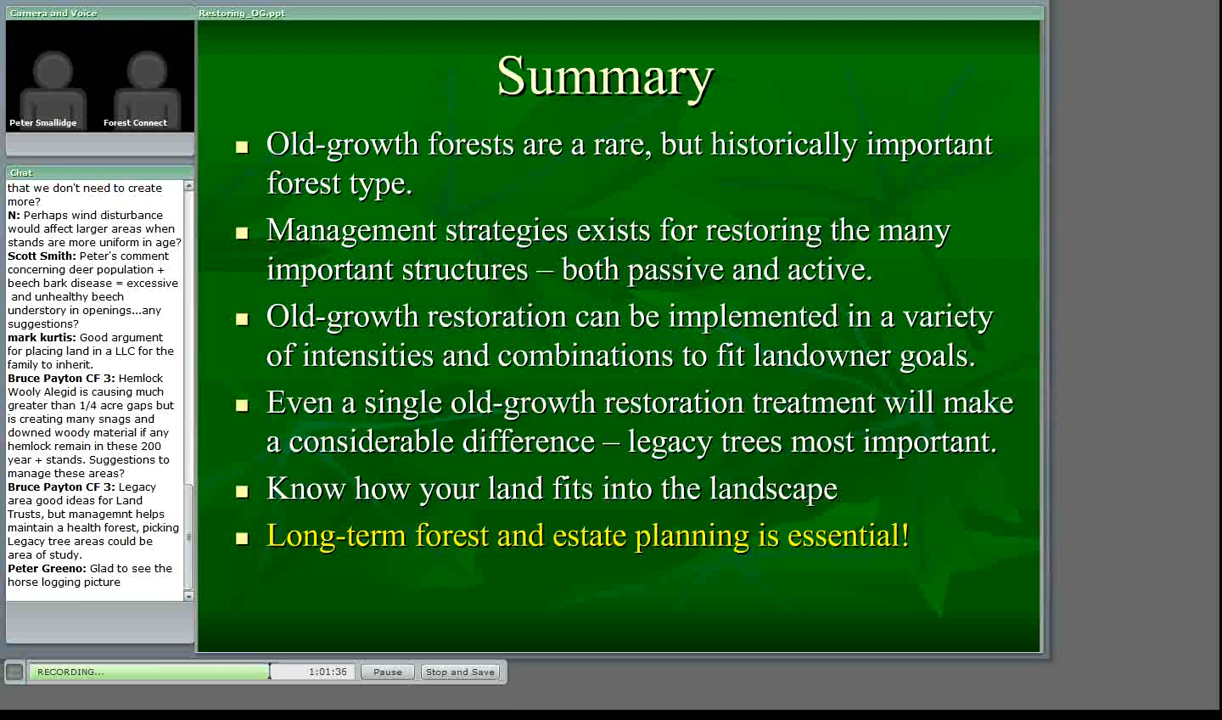 Camera and Voice
Peter Smallidge
Forest Connect
Chat
that we don't need to create
more?
N: Perhaps wind disturbance
would affect larger areas when
stands are more uniform in age?
Scott Smith: Peter's comment
concerning deer population +
beech bark disease = excessive
and unhealthy beech
understory in openings...any
suggestions?
mark kurtis: Good argument
for placing land in a LLC for the
family to inherit.
Bruce Payton CF 3: Hemlock
Wooly Alegid is causing much
greater than 1/4 acre gaps but
is creating many snags and
downed woody material if any
hemlock remain in these 200
year + stands. Suggestions to
manage these areas?
Bruce Payton CF 3: Legacy
area good ideas for Land
Trusts, but managemnt helps
maintain a health forest, picking
Legacy tree areas could be
area of study.
Peter Greeno: Glad to see the
horse logging picture
Restoring_OG.ppt
Summary
Old-growth forests are a rare, but historically important
forest type.
Management strategies exists for restoring the many
important structures – both passive and active.
Old-growth restoration can be implemented in a variety
of intensities and combinations to fit landowner goals.
Even a single old-growth restoration treatment will make
a considerable difference – legacy trees most important.
Know how your land fits into the landscape
Long-term forest and estate planning is essential!
RECORDING...
1:01:36
Pause
Stop and Save